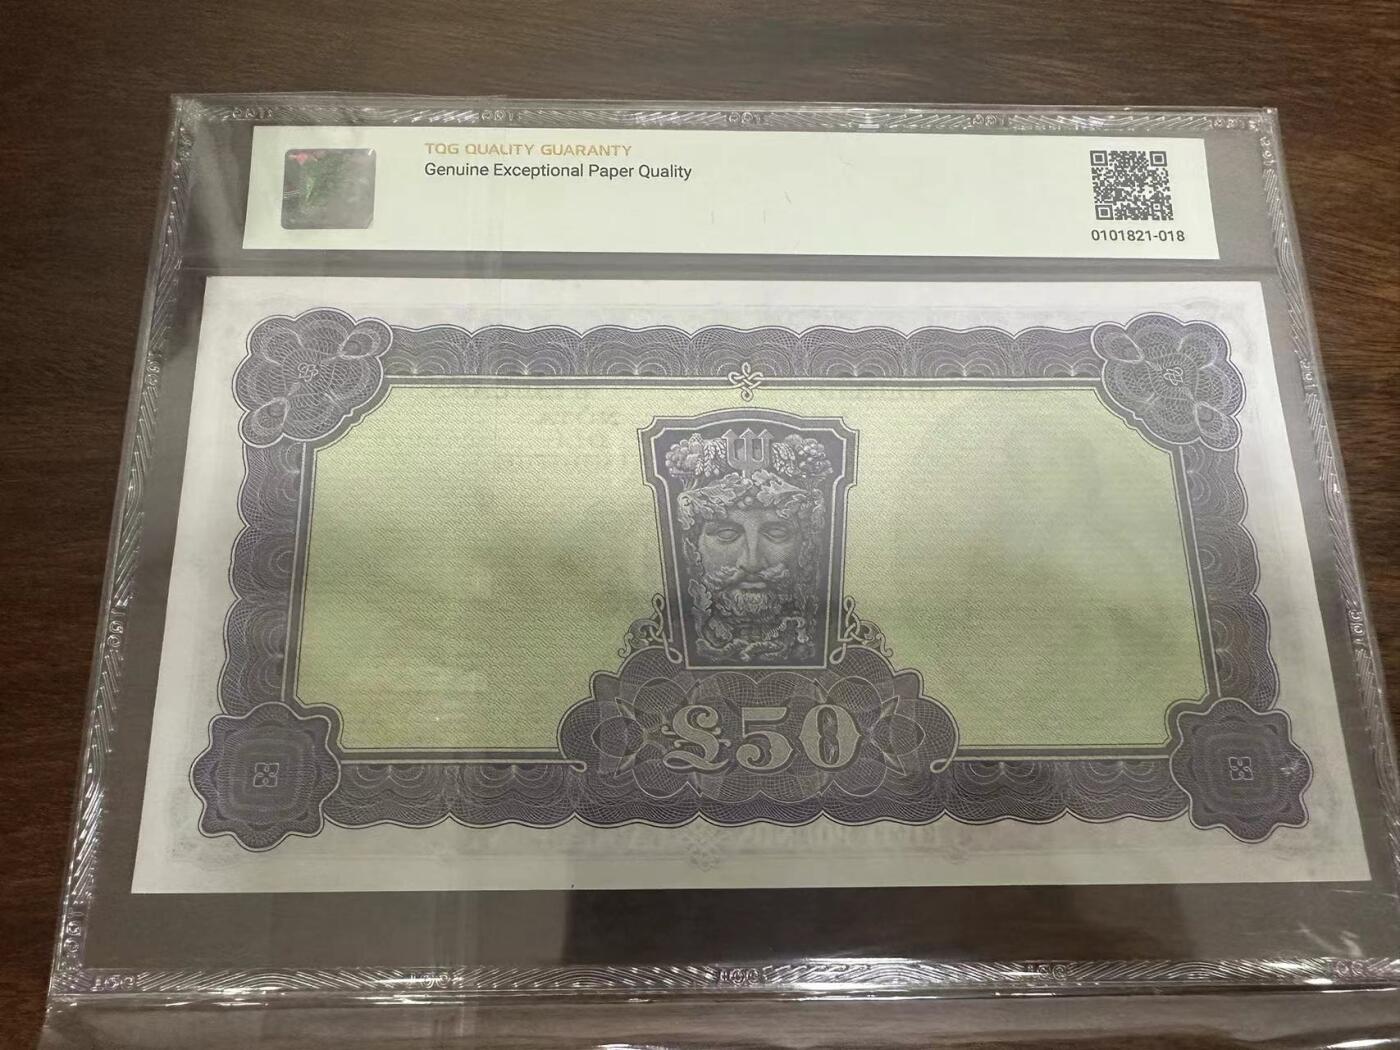 TQG QUALITY GUARANTY
Genuine Exceptional Paper Quality
0101821-018
£50